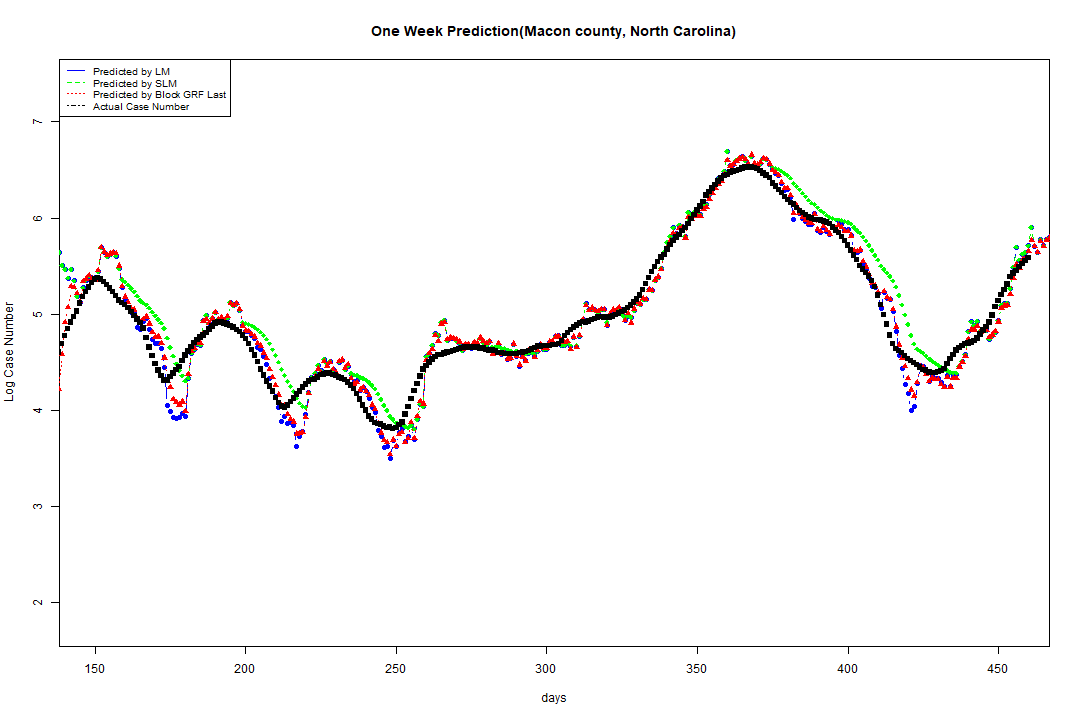 One Week Prediction(Macon county, North Carolina)
Predicted by LM
Predicted by SLM
Predicted by Block GRF Last
Actual Case Number
7
6
5
4
3
2
Log Case Number
150 200 250 300 350 400 450
days